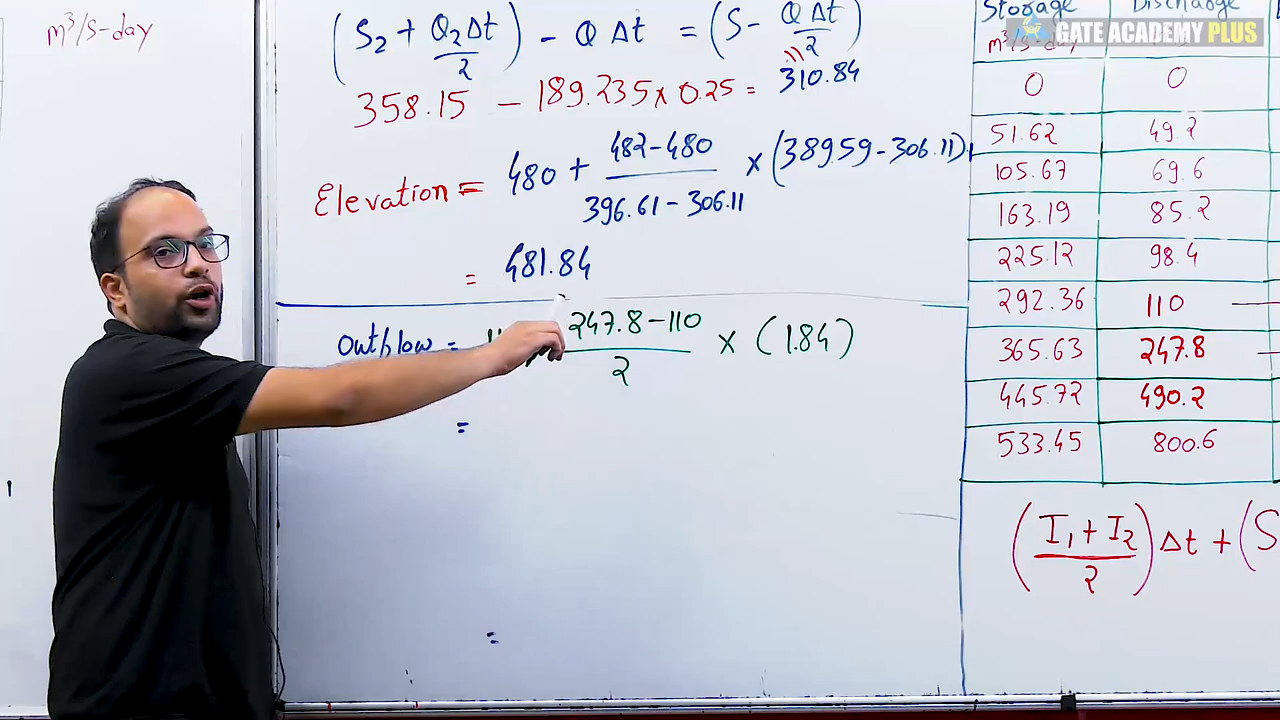 m³/s-day
(S₂ + Q₂Δt/2) - Q Δt = (S - QΔt/2)
358.15 - 189.235 x 0.25 = 310.84
Elevation = 480 + (482-480)/(396.61-306.11) x (389.59-306.11)
= 481.84
Outflow = 247.8-110/2 x (1.84)
=
=
Storage Discharge
m³/s-day
GATE ACADEMY PLUS
0 0
51.62 49.2
105.67 69.6
163.19 85.2
225.12 98.4
292.36 110
365.63 247.8
445.72 490.2
533.45 800.6
(I₁ + I₂/2) Δt + (S